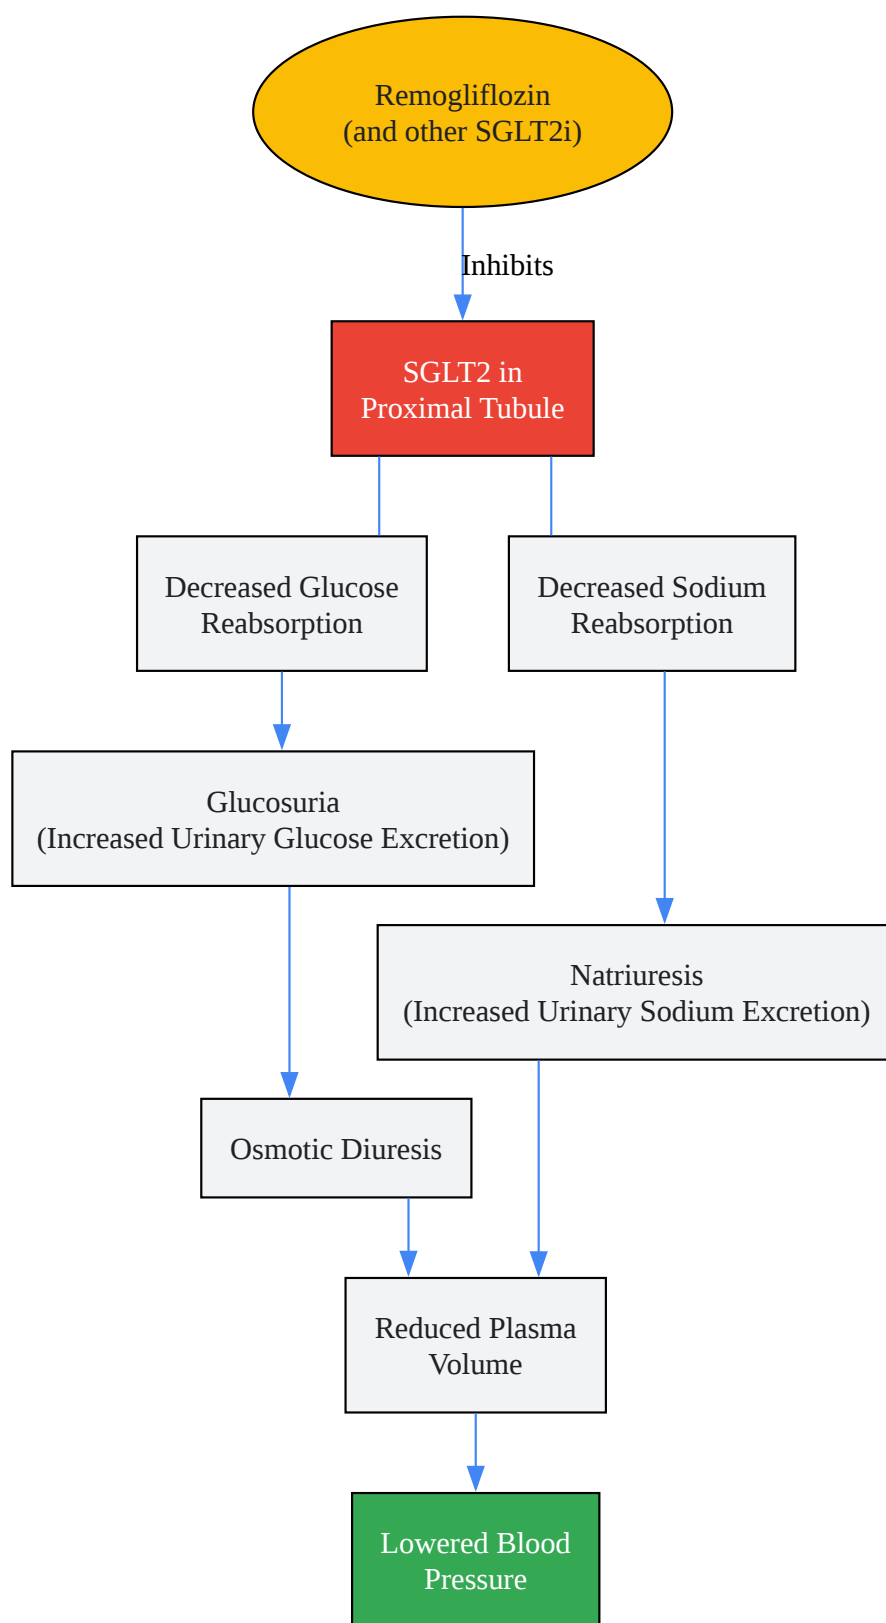 Remogliflozin
(and other SGLT2i)
Inhibits
SGLT2 in
Proximal Tubule
Decreased Glucose
Reabsorption
Decreased Sodium
Reabsorption
Glucosuria
(Increased Urinary Glucose Excretion)
Natriuresis
(Increased Urinary Sodium Excretion)
Osmotic Diuresis
Reduced Plasma
Volume
Lowered Blood
Pressure